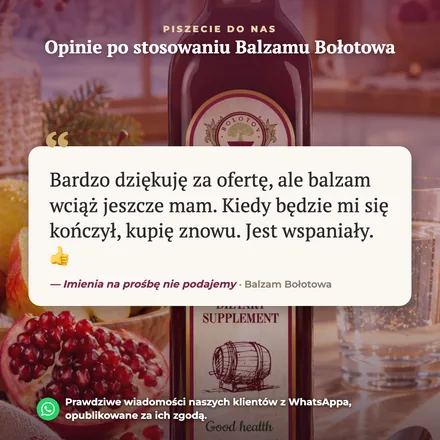 PISZECIE DO NAS
Opinie po stosowaniu Balzamu Bołotowa
BOLOTOV
“
Bardzo dziękuję za ofertę, ale balzam
wciąż jeszcze mam. Kiedy będzie mi się
kończył, kupię znowu. Jest wspaniały.
👍
— Imienia na prośbę nie podajemy · Balzam Bołotowa
DIETARY
SUPPLEMENT
Prawdziwe wiadomości naszych klientów z WhatsAppa,
opublikowane za ich zgodą.
Good health